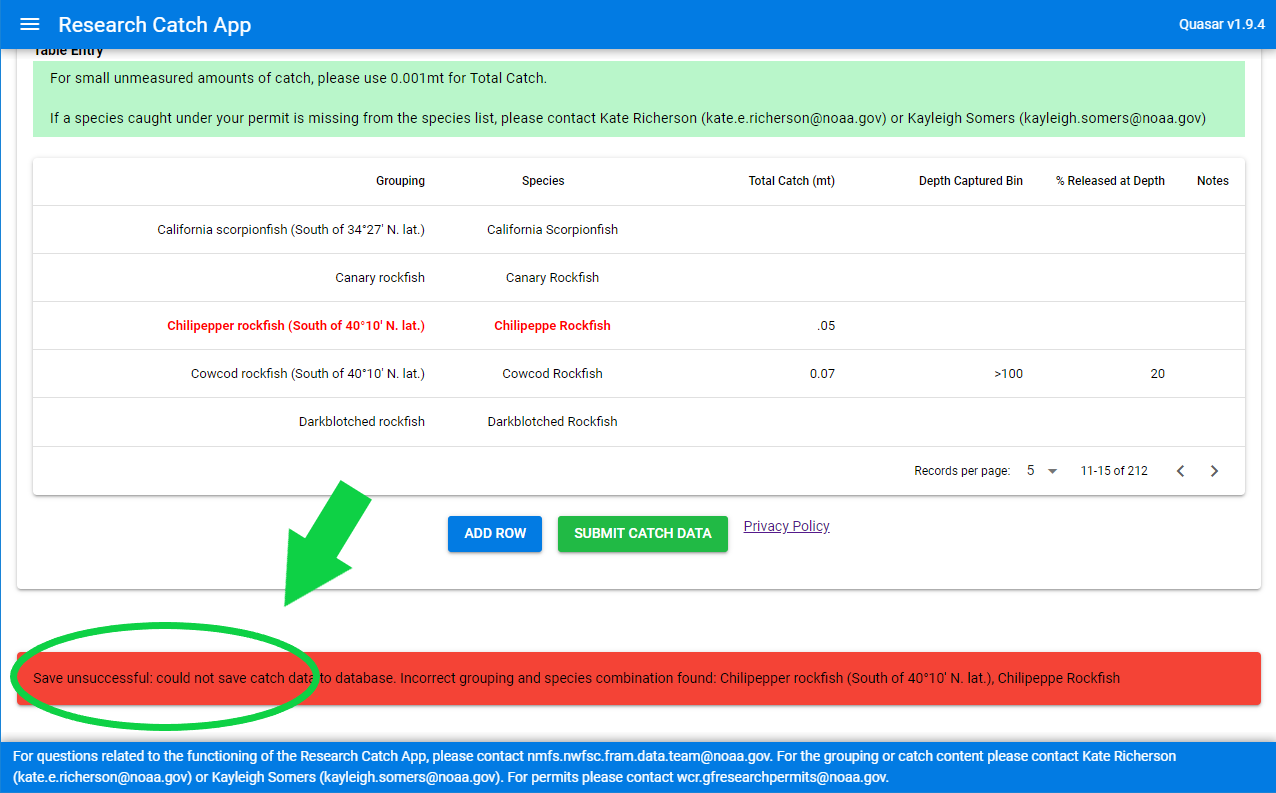 Research Catch App
Quasar v1.9.4
Table Entry
For small unmeasured amounts of catch, please use 0.001mt for Total Catch.
If a species caught under your permit is missing from the species list, please contact Kate Richerson (kate.e.richerson@noaa.gov) or Kayleigh Somers (kayleigh.somers@noaa.gov)
Grouping Species Total Catch (mt) Depth Captured Bin % Released at Depth Notes
California scorpionfish (South of 34°27' N. lat.) California Scorpionfish
Canary rockfish Canary Rockfish
Chilipepper rockfish (South of 40°10' N. lat.) Chilipeppe Rockfish .05
Cowcod rockfish (South of 40°10' N. lat.) Cowcod Rockfish 0.07 >100 20
Darkblotched rockfish Darkblotched Rockfish
Records per page: 5 11-15 of 212
ADD ROW SUBMIT CATCH DATA Privacy Policy
Save unsuccessful: could not save catch data to database. Incorrect grouping and species combination found: Chilipepper rockfish (South of 40°10' N. lat.), Chilipeppe Rockfish
For questions related to the functioning of the Research Catch App, please contact nmfs.nwfsc.fram.data.team@noaa.gov. For the grouping or catch content please contact Kate Richerson
(kate.e.richerson@noaa.gov) or Kayleigh Somers (kayleigh.somers@noaa.gov). For permits please contact wcr.gfresearchpermits@noaa.gov.